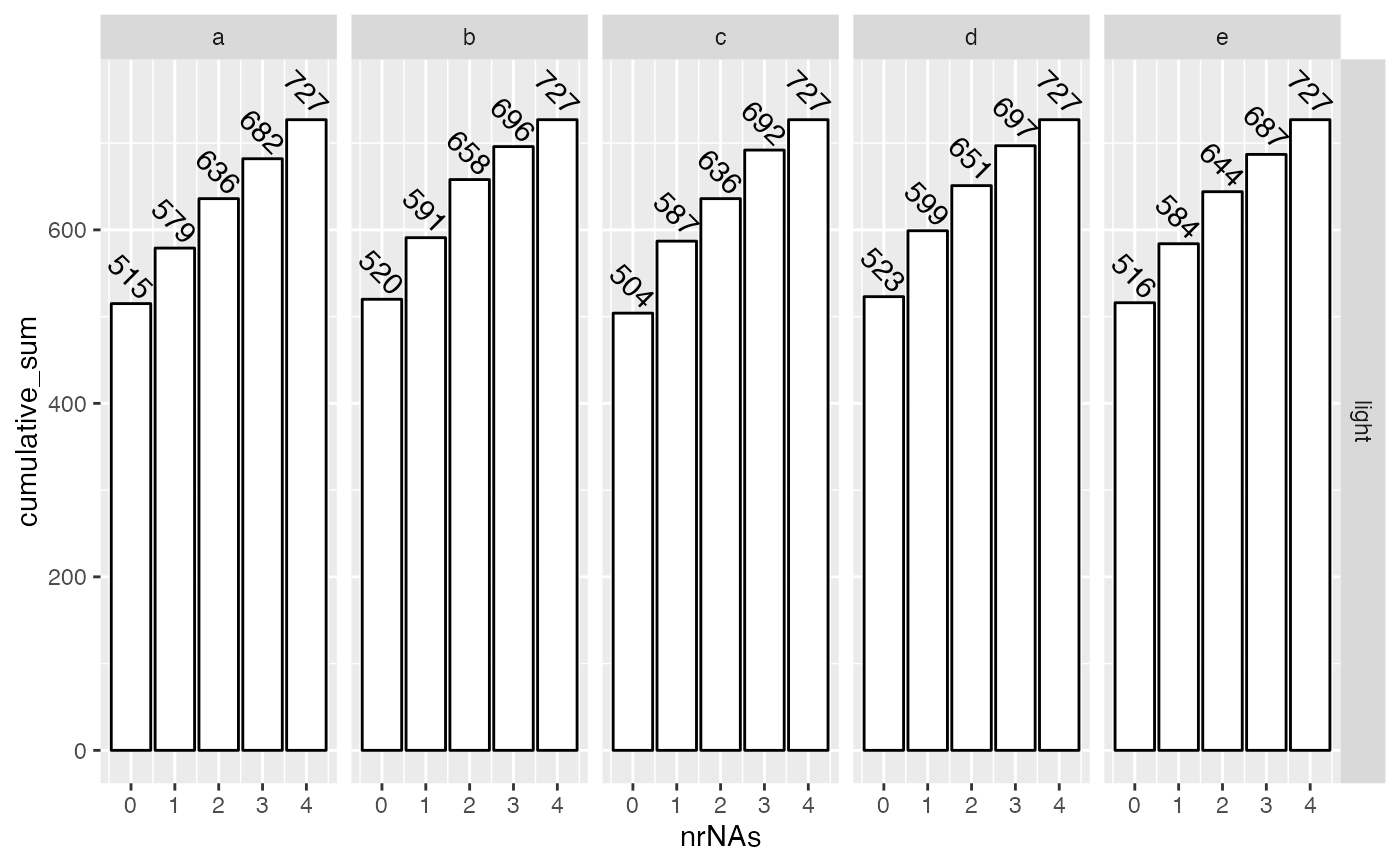 a b c d e
727 727 727 727 727
682 696 692 697 687
636 658 636 651 644
579 591 587 599 584
515 520 504 523 516
600
400
200
0
cumulative_sum
light
0 1 2 3 4 0 1 2 3 4 0 1 2 3 4 0 1 2 3 4 0 1 2 3 4
nrNAs